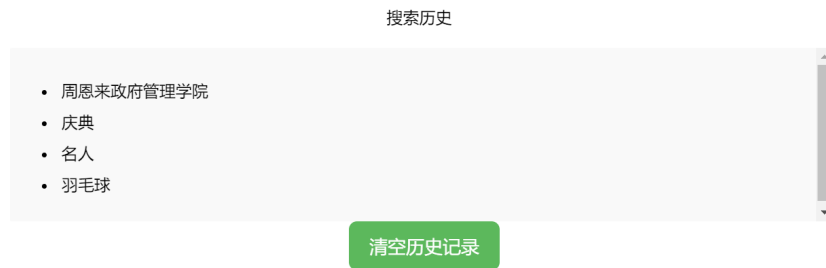 搜索历史
周恩来政府管理学院
庆典
名人
羽毛球
清空历史记录